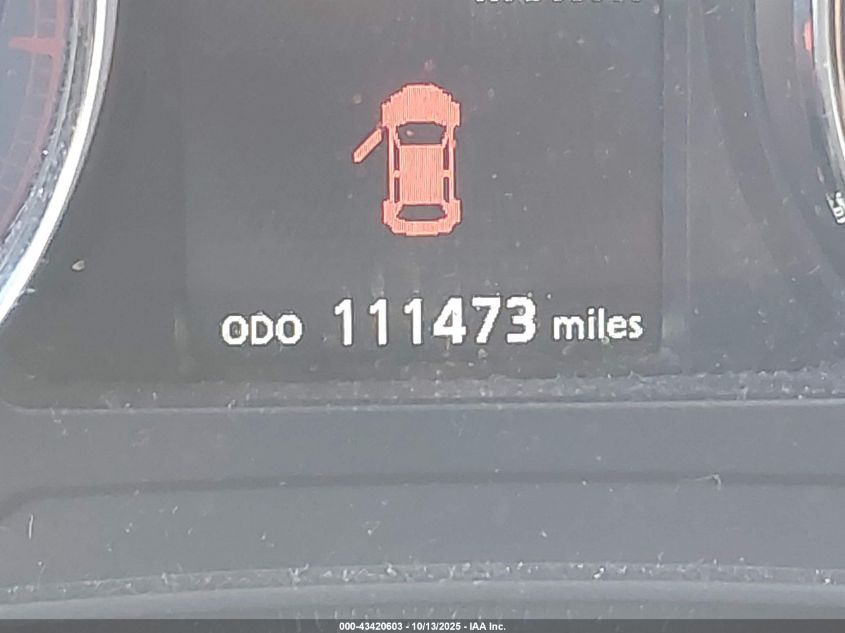 ODO 111473 miles
000-43420603 - 10/13/2025 - IAA Inc.